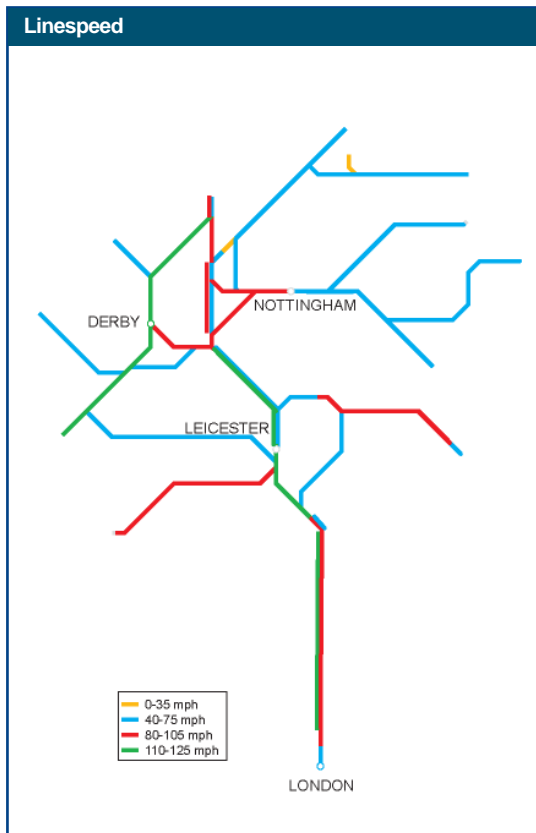 Linespeed
NOTTINGHAM
DERBY
LEICESTER
0-35 mph
40-75 mph
80-105 mph
110-125 mph
LONDON